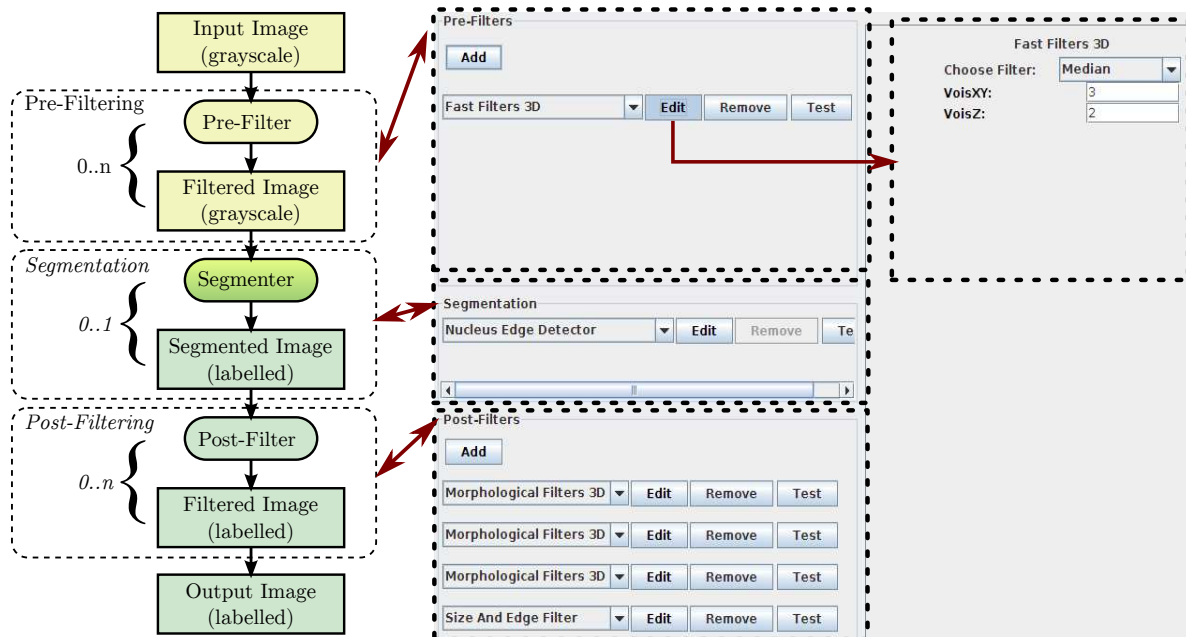 Input Image
(grayscale)
Pre-Filtering
Pre-Filter
0..n
Filtered Image
(grayscale)
Segmentation
Segmenter
0..1
Segmented Image
(labelled)
Post-Filtering
Post-Filter
0..n
Filtered Image
(labelled)
Output Image
(labelled)
Pre-Filters
Add
Fast Filters 3D Edit Remove Test
Segmentation
Nucleus Edge Detector Edit Remove Te
Post-Filters
Add
Morphological Filters 3D Edit Remove Test
Morphological Filters 3D Edit Remove Test
Morphological Filters 3D Edit Remove Test
Size And Edge Filter Edit Remove Test
Fast Filters 3D
Choose Filter: Median
VoisXY: 3
VoisZ: 2